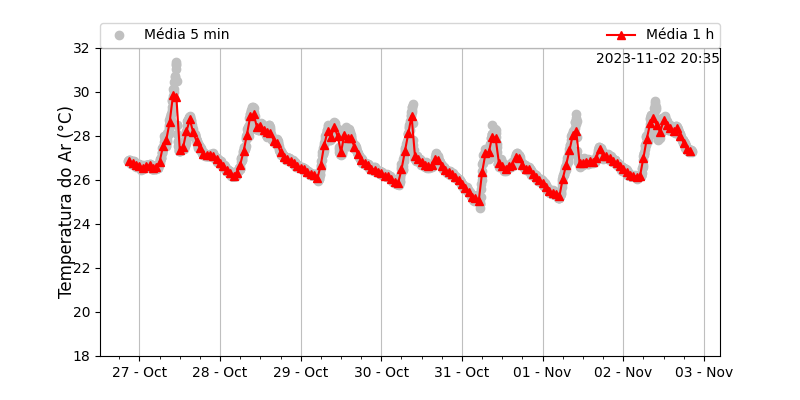 Média 5 min
Média 1 h
2023-11-02 20:35
Temperatura do Ar (°C)
32
30
28
26
24
22
20
18
27 - Oct
28 - Oct
29 - Oct
30 - Oct
31 - Oct
01 - Nov
02 - Nov
03 - Nov